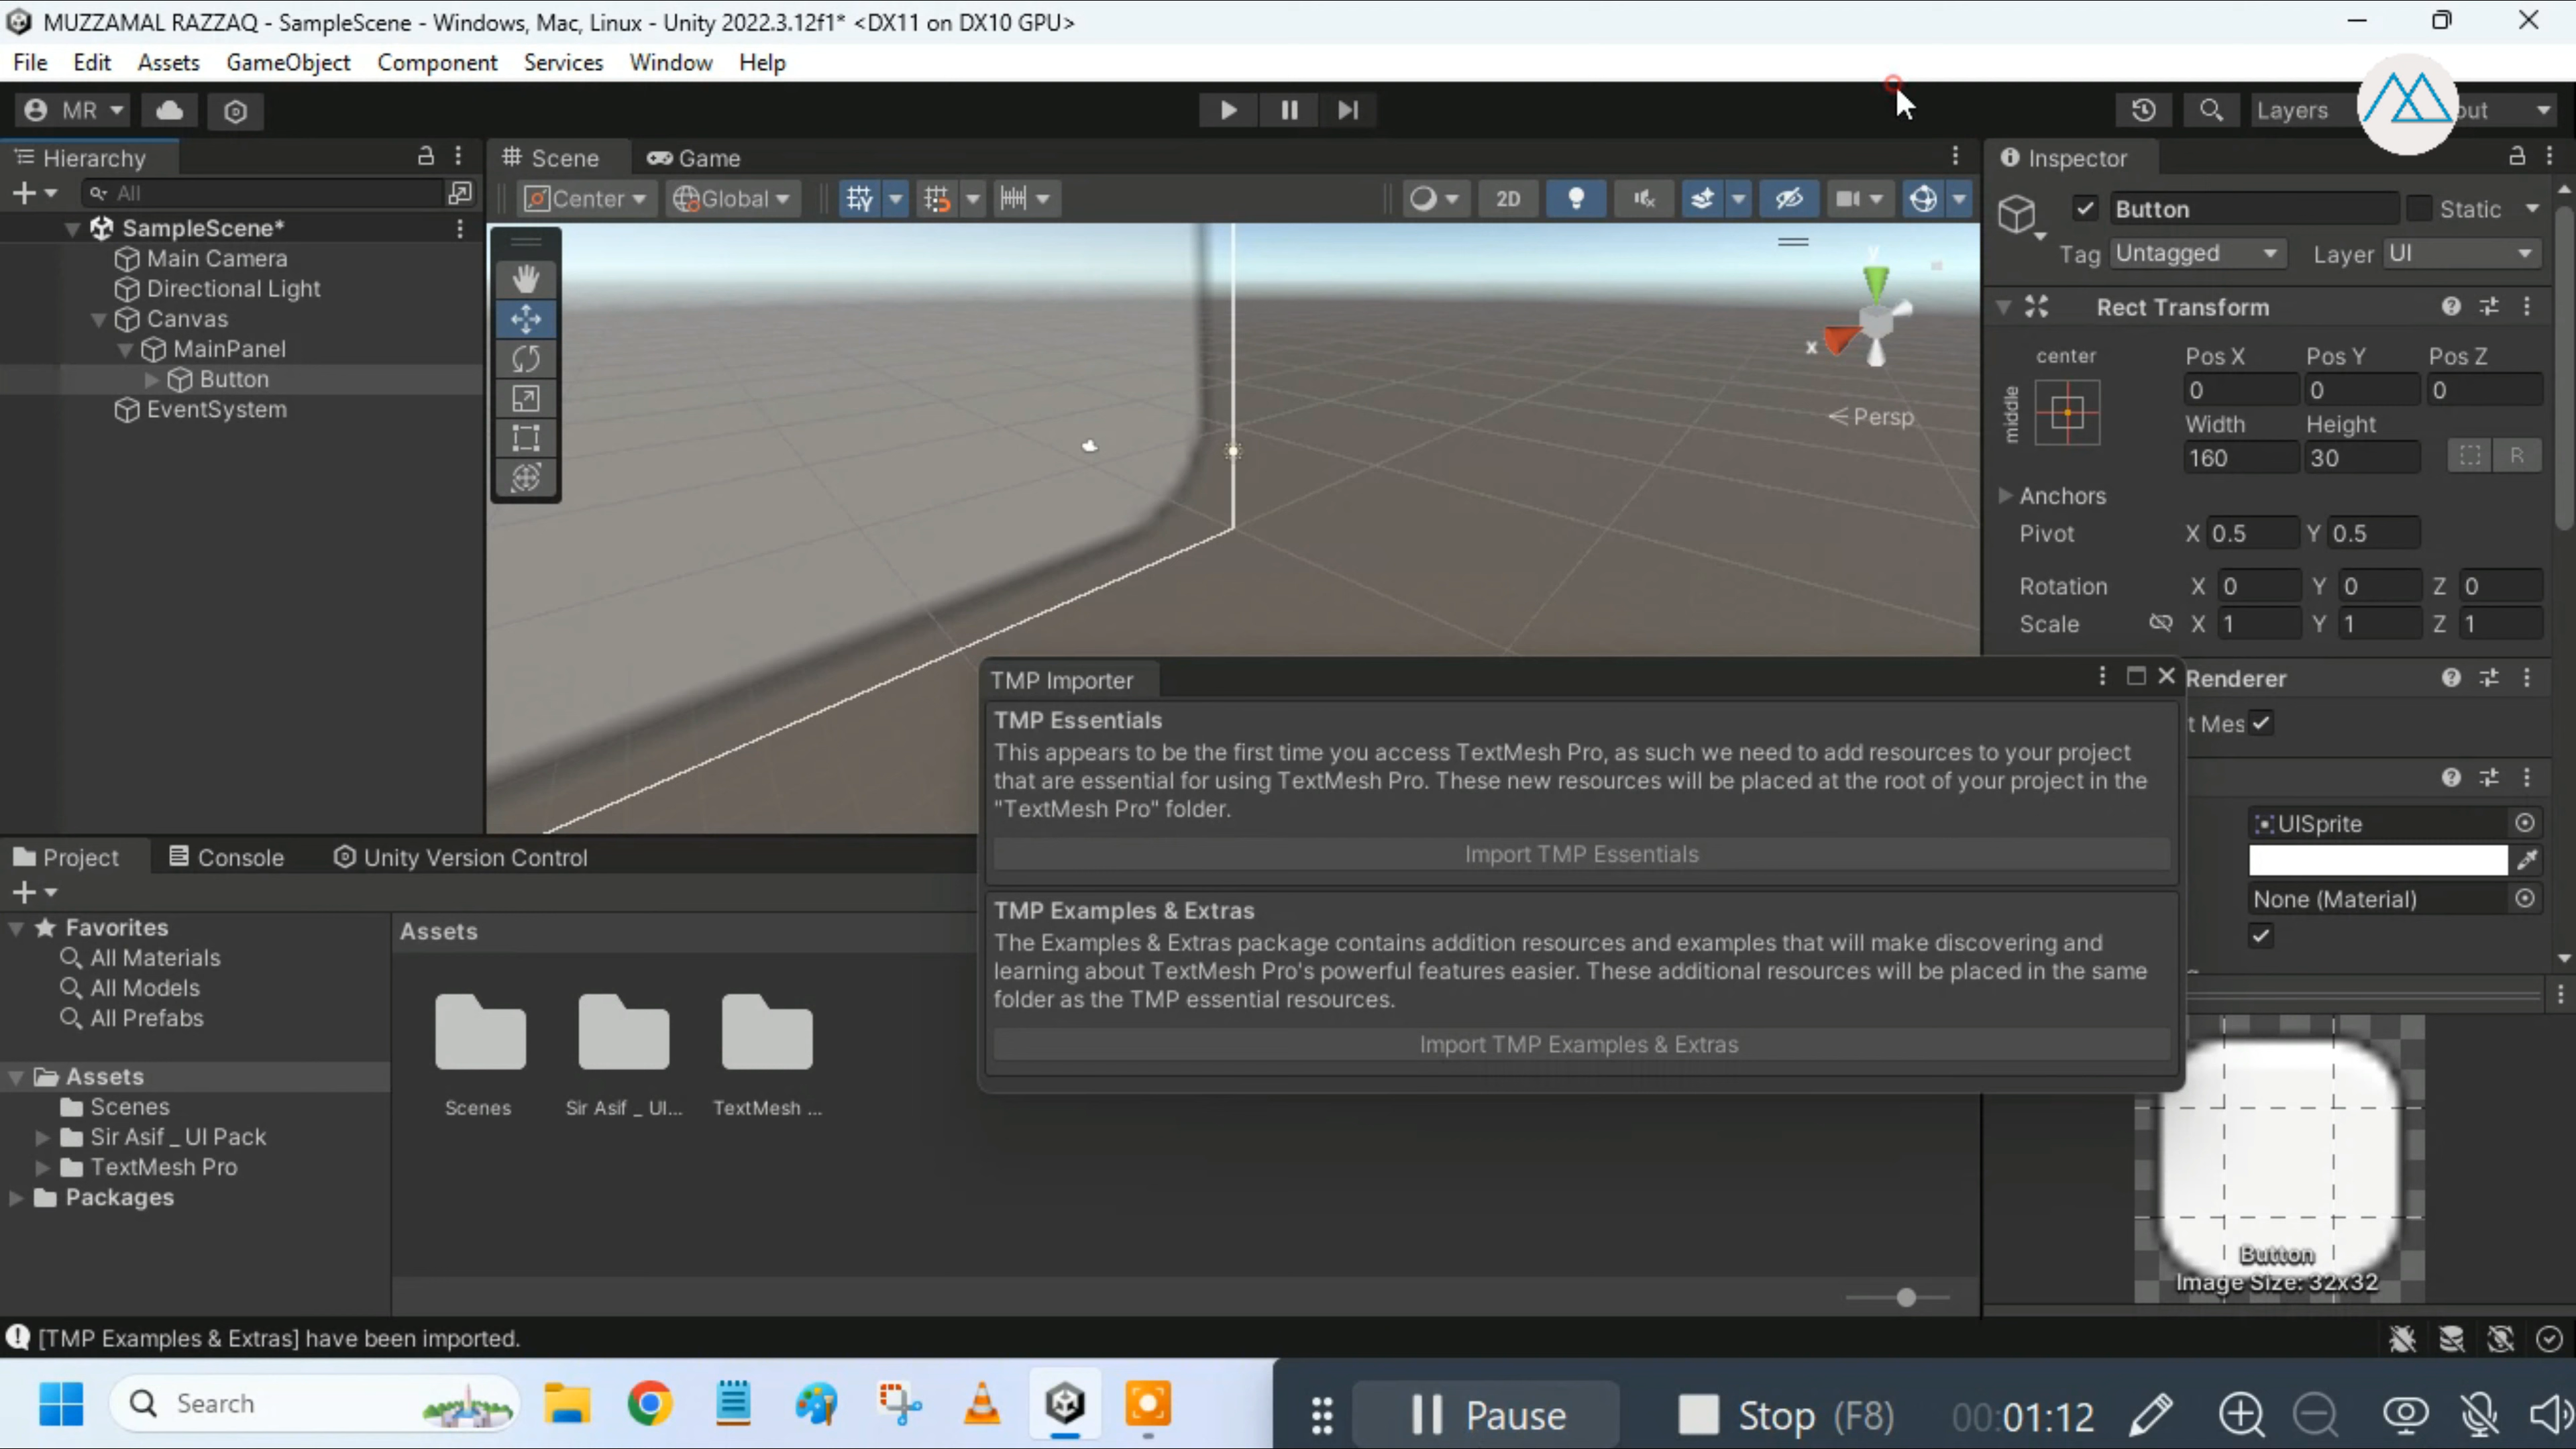 MUZZAMAL RAZZAQ - SampleScene - Windows, Mac, Linux - Unity 2022.3.12f1* <DX11 on DX10 GPU>
File Edit Assets GameObject Component Services Window Help
MR
Layers
out
Hierarchy
Scene
Game
Inspector
All
Center
Global
2D
Button
Static
SampleScene*
Main Camera
Directional Light
Canvas
MainPanel
Button
EventSystem
y
x
Persp
Tag Untagged Layer UI
Rect Transform
center
middle
Pos X Pos Y Pos Z
0 0 0
Width Height
160 30
R
Anchors
Pivot X 0.5 Y 0.5
Rotation X 0 Y 0 Z 0
Scale X 1 Y 1 Z 1
Renderer
t Mes
UISprite
None (Material)
TMP Importer
TMP Essentials
This appears to be the first time you access TextMesh Pro, as such we need to add resources to your project
that are essential for using TextMesh Pro. These new resources will be placed at the root of your project in the
"TextMesh Pro" folder.
Import TMP Essentials
TMP Examples & Extras
The Examples & Extras package contains addition resources and examples that will make discovering and
learning about TextMesh Pro's powerful features easier. These additional resources will be placed in the same
folder as the TMP essential resources.
Import TMP Examples & Extras
Project
Console
Unity Version Control
Favorites
All Materials
All Models
All Prefabs
Assets
Scenes
Sir Asif _ UI Pack
TextMesh Pro
Packages
Assets
Scenes
Sir Asif _ UI...
TextMesh ...
Button
Image Size: 32x32
[TMP Examples & Extras] have been imported.
Search
Pause
Stop (F8)
00:01:12